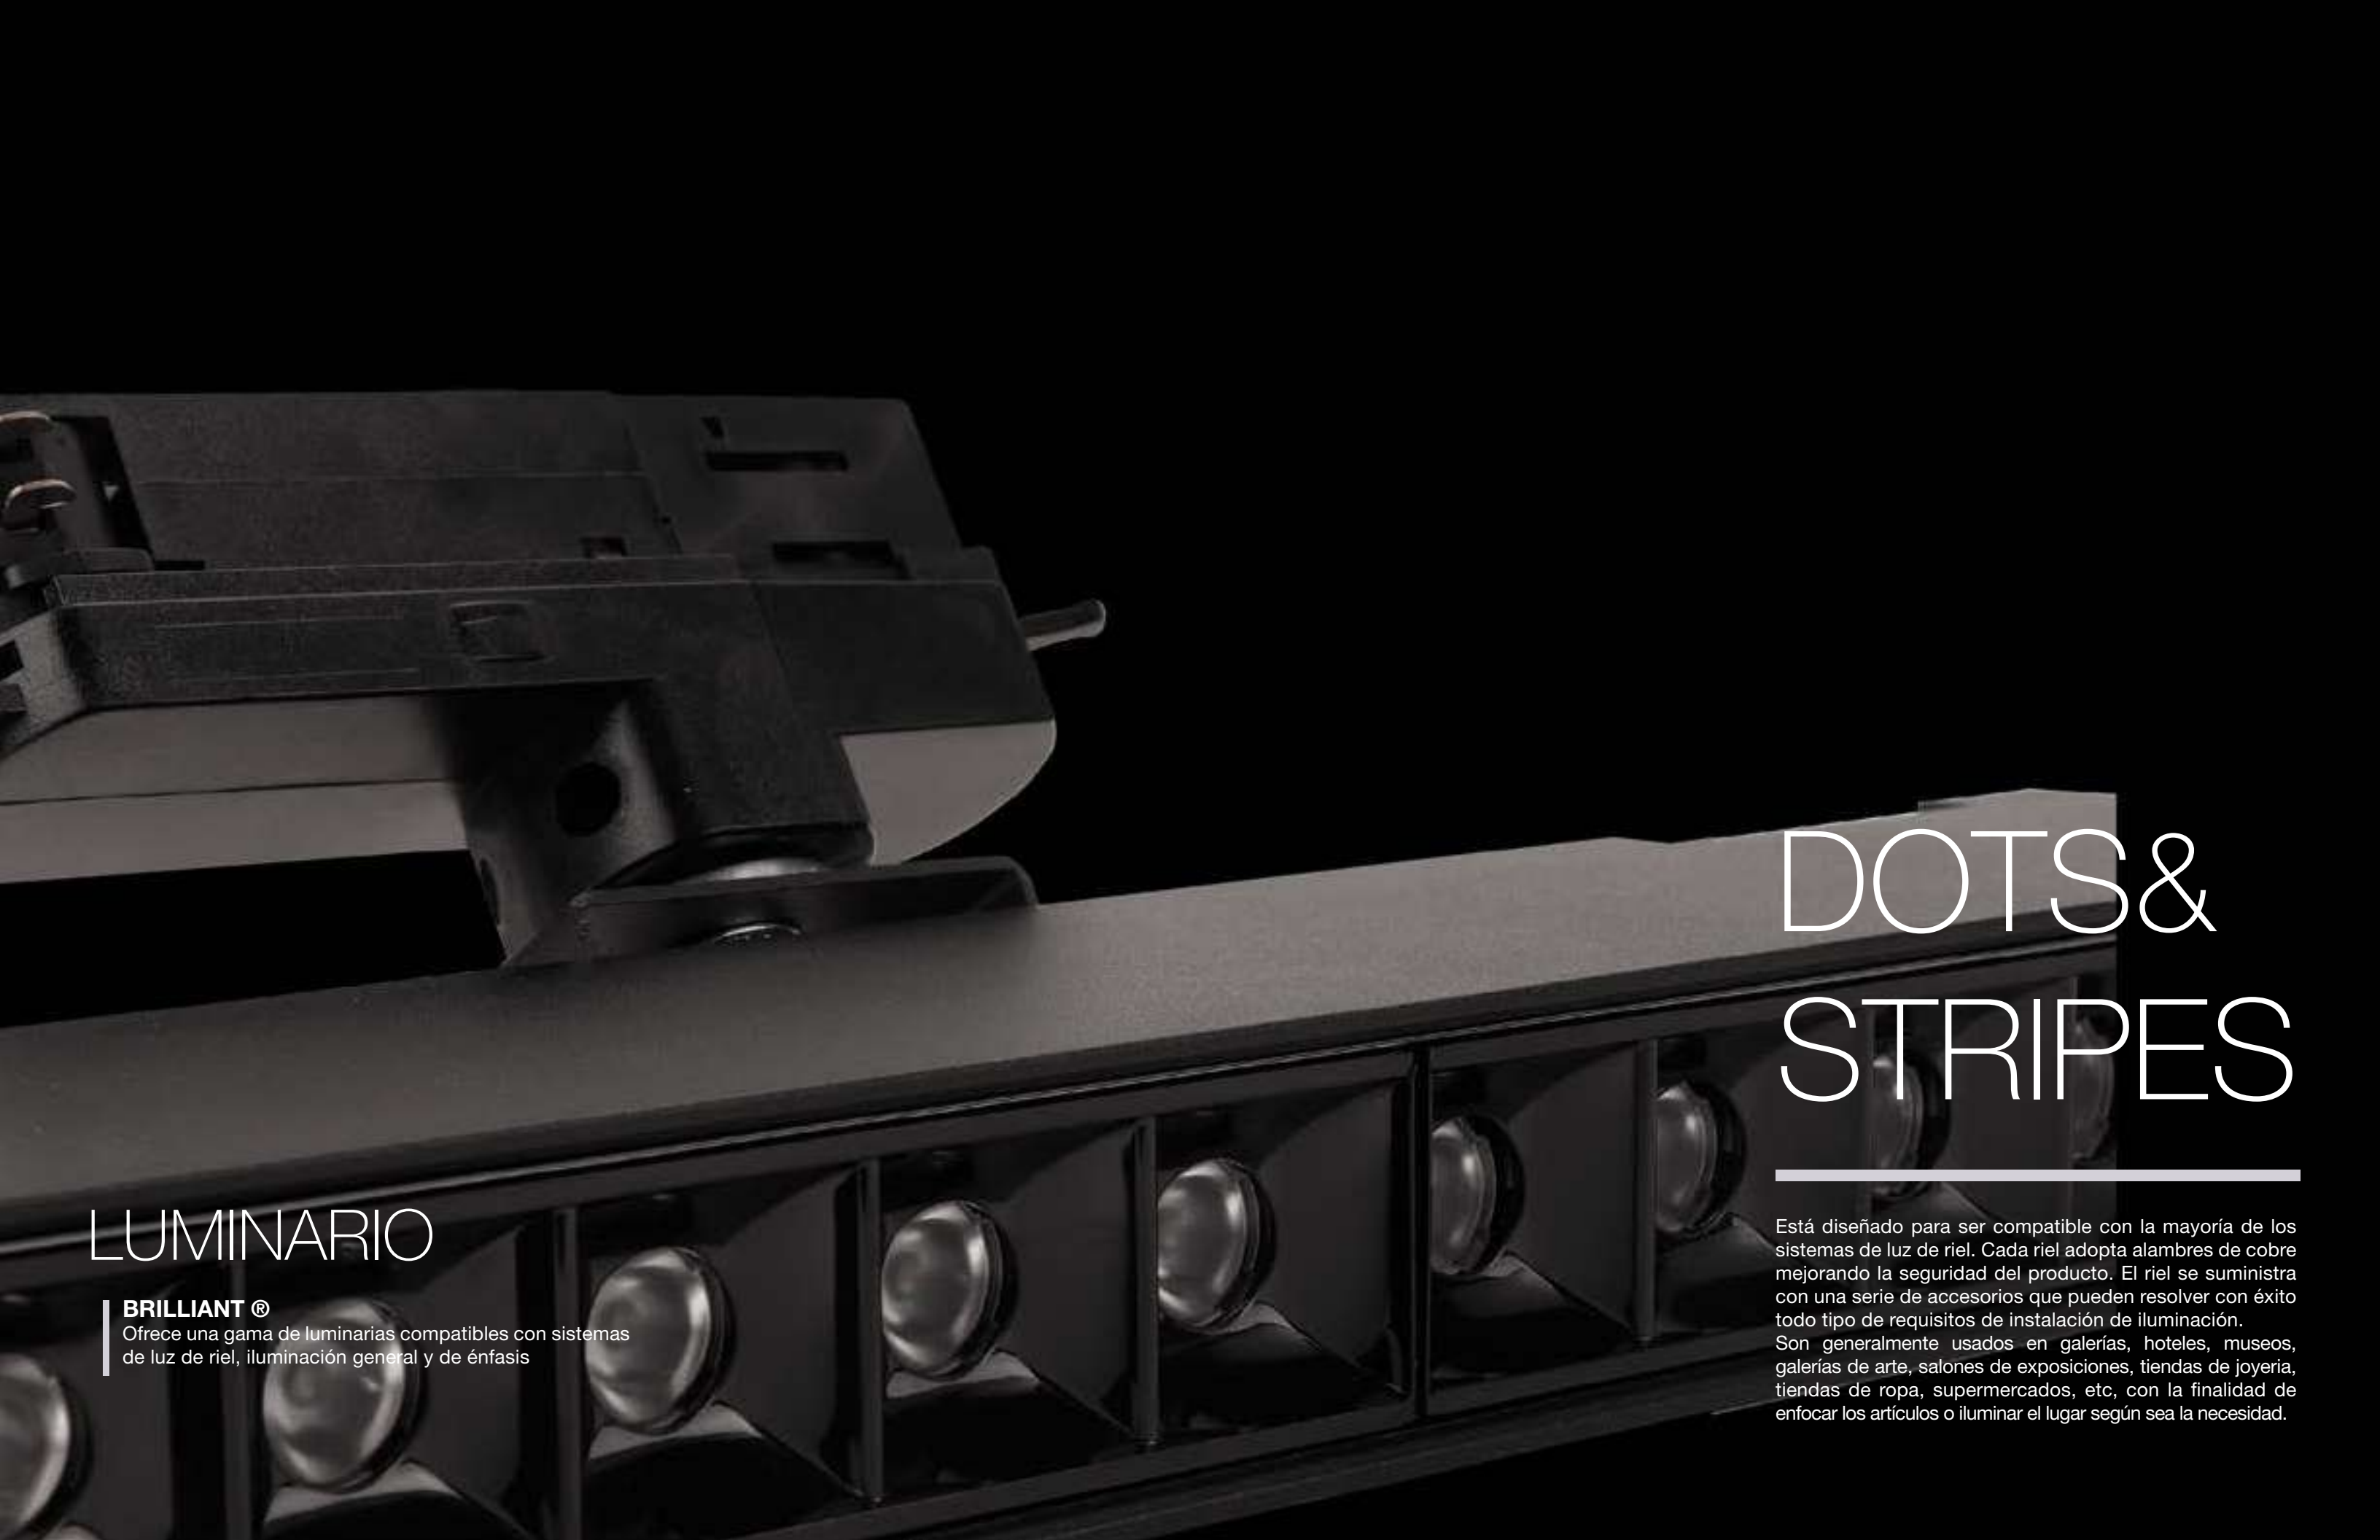 DOTS&
STRIPES
LUMINARIO
BRILLIANT ®
Ofrece una gama de luminarias compatibles con sistemas
de luz de riel, iluminación general y de énfasis
Está diseñado para ser compatible con la mayoría de los
sistemas de luz de riel. Cada riel adopta alambres de cobre
mejorando la seguridad del producto. El riel se suministra
con una serie de accesorios que pueden resolver con éxito
todo tipo de requisitos de instalación de iluminación.
Son generalmente usados en galerías, hoteles, museos,
galerías de arte, salones de exposiciones, tiendas de joyeria,
tiendas de ropa, supermercados, etc, con la finalidad de
enfocar los artículos o iluminar el lugar según sea la necesidad.